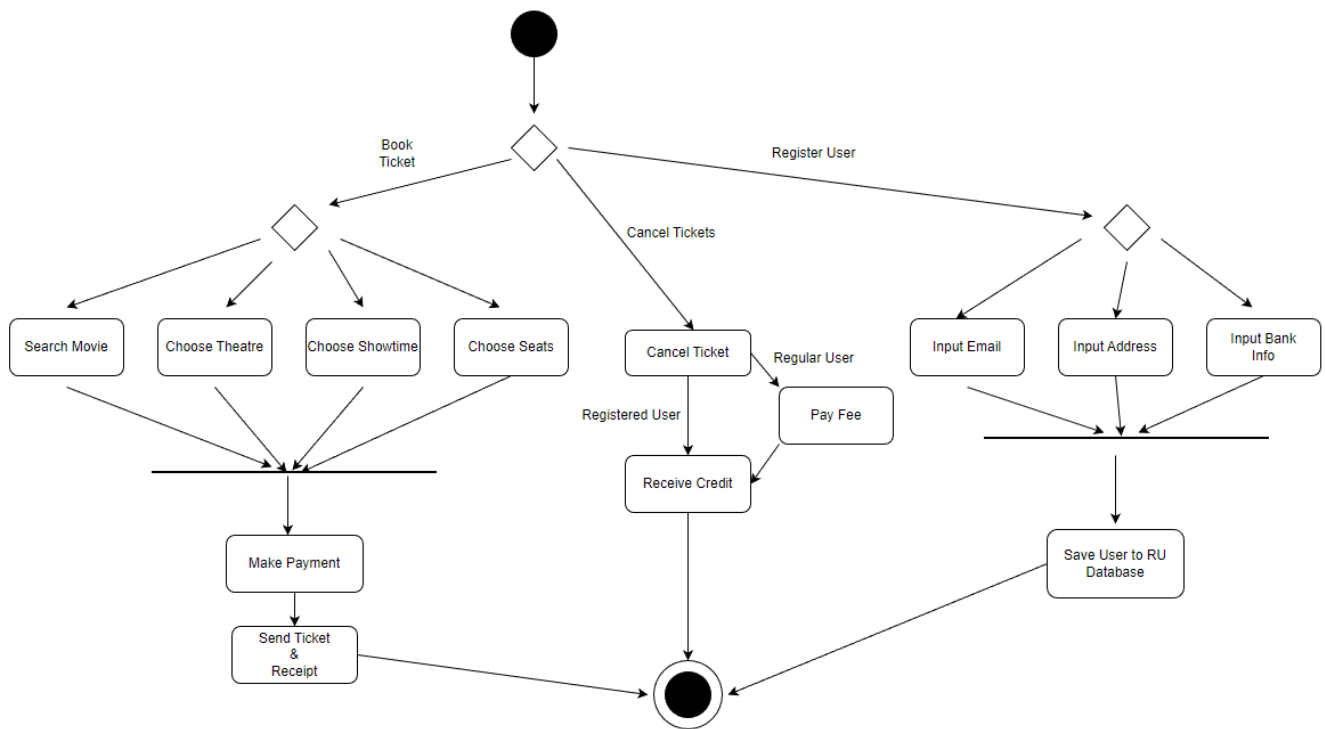 Book
Ticket
Register User
Cancel Tickets
Search Movie
Choose Theatre
Choose Showtime
Choose Seats
Cancel Ticket
Regular User
Input Email
Input Address
Input Bank
Info
Registered User
Pay Fee
Receive Credit
Make Payment
Save User to RU
Database
Send Ticket
&
Receipt